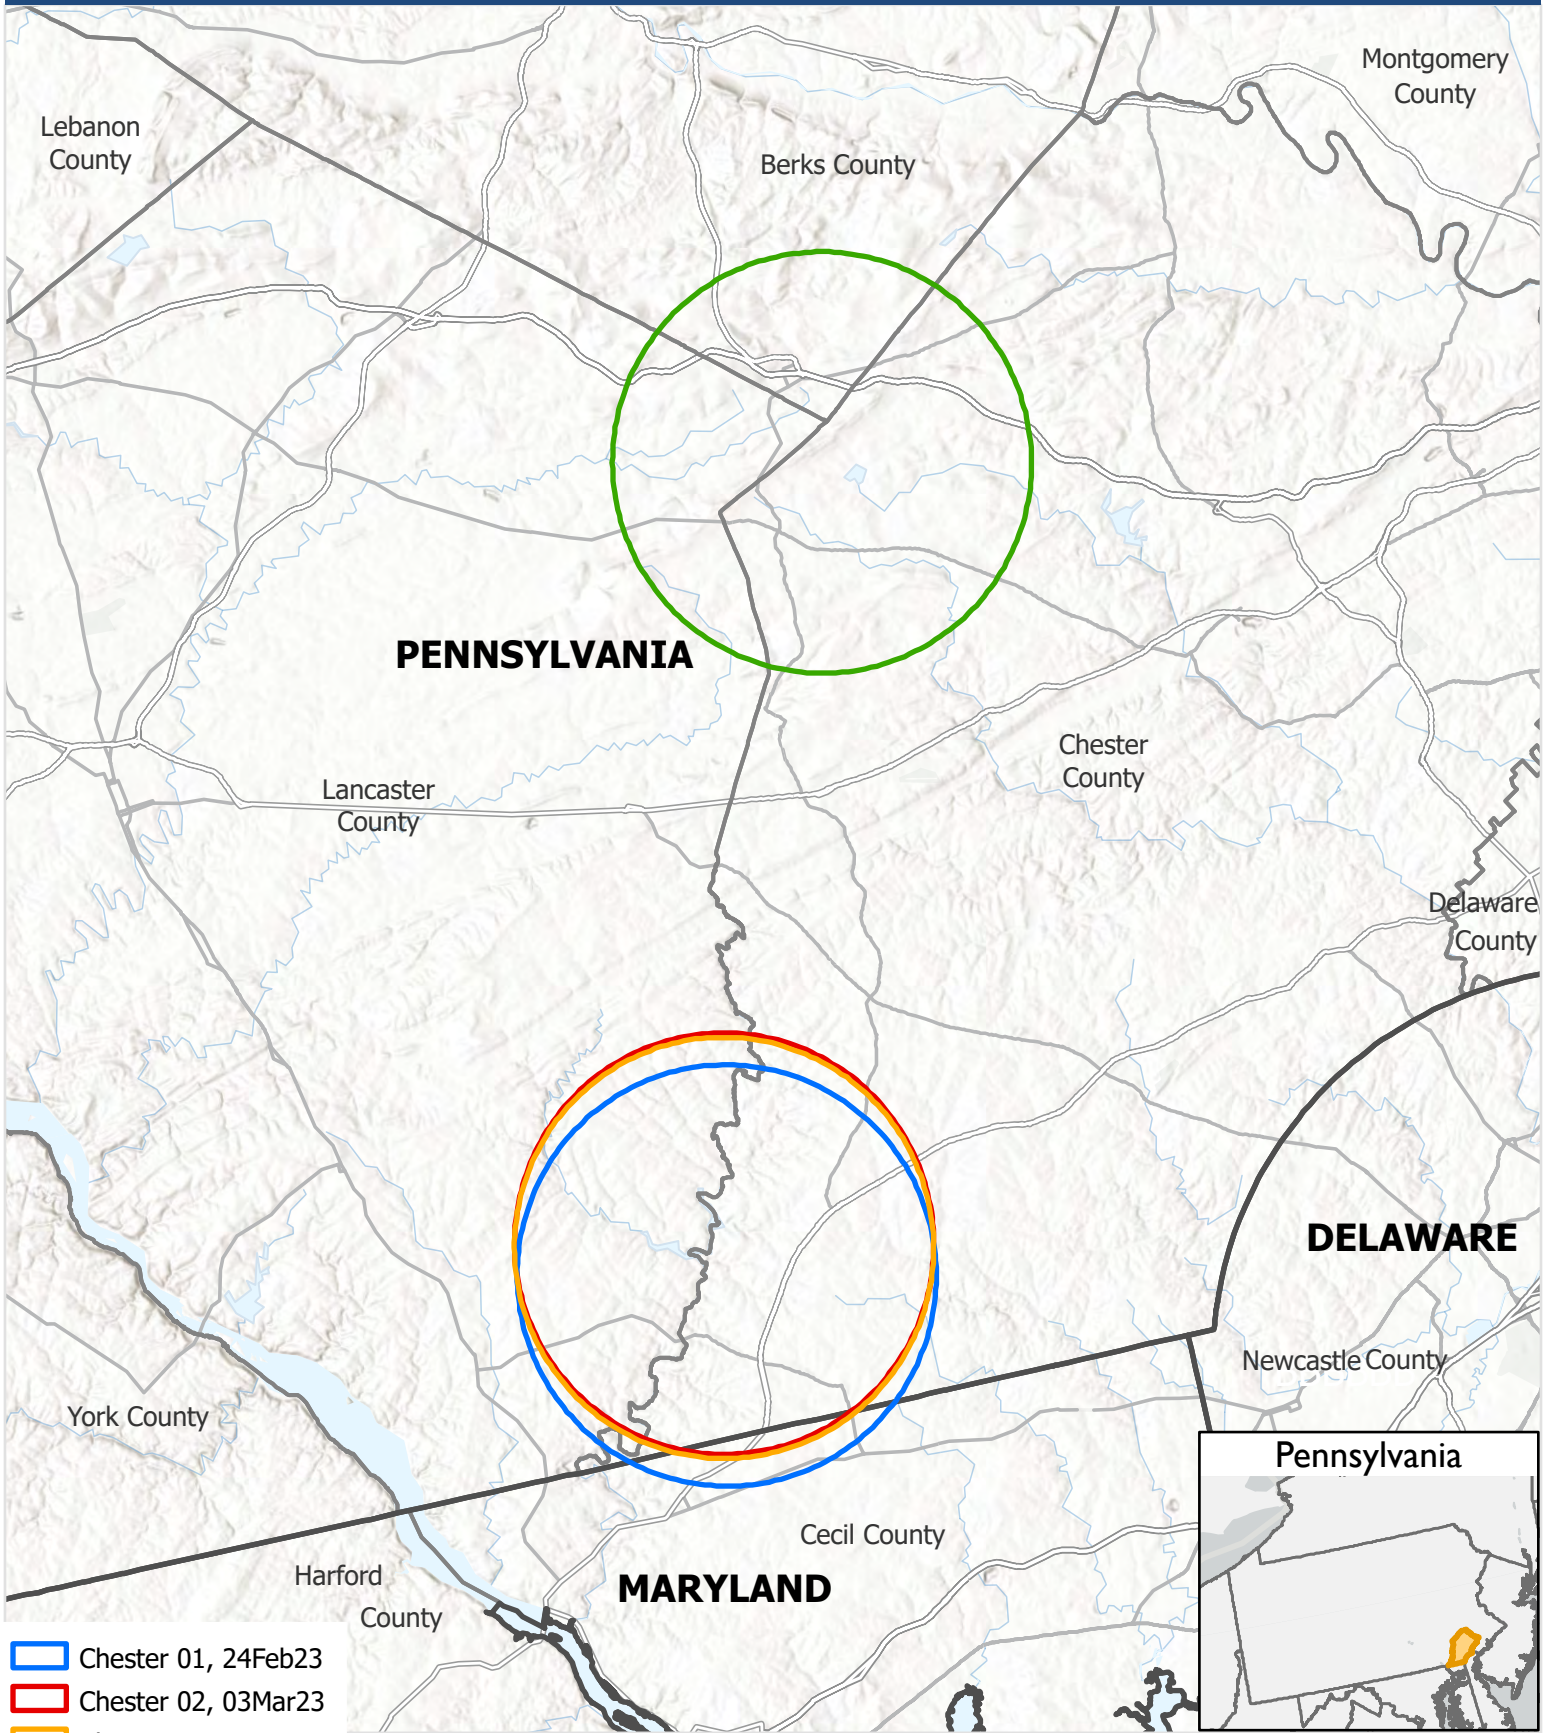 Montgomery
County
Lebanon
County
Berks County
PENNSYLVANIA
Chester
County
Lancaster
County
Delaware
County
DELAWARE
Newcastle County
York County
Pennsylvania
Cecil County
Harford
County
MARYLAND
Chester 01, 24Feb23
Chester 02, 03Mar23